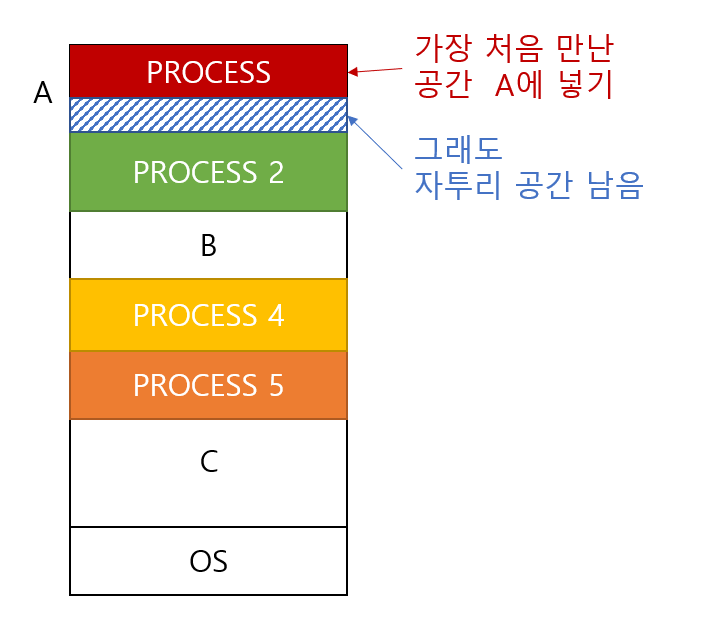 PROCESS
가장 처음 만난
공간 A에 넣기
A
그래도
자투리 공간 남음
PROCESS 2
B
PROCESS 4
PROCESS 5
C
OS